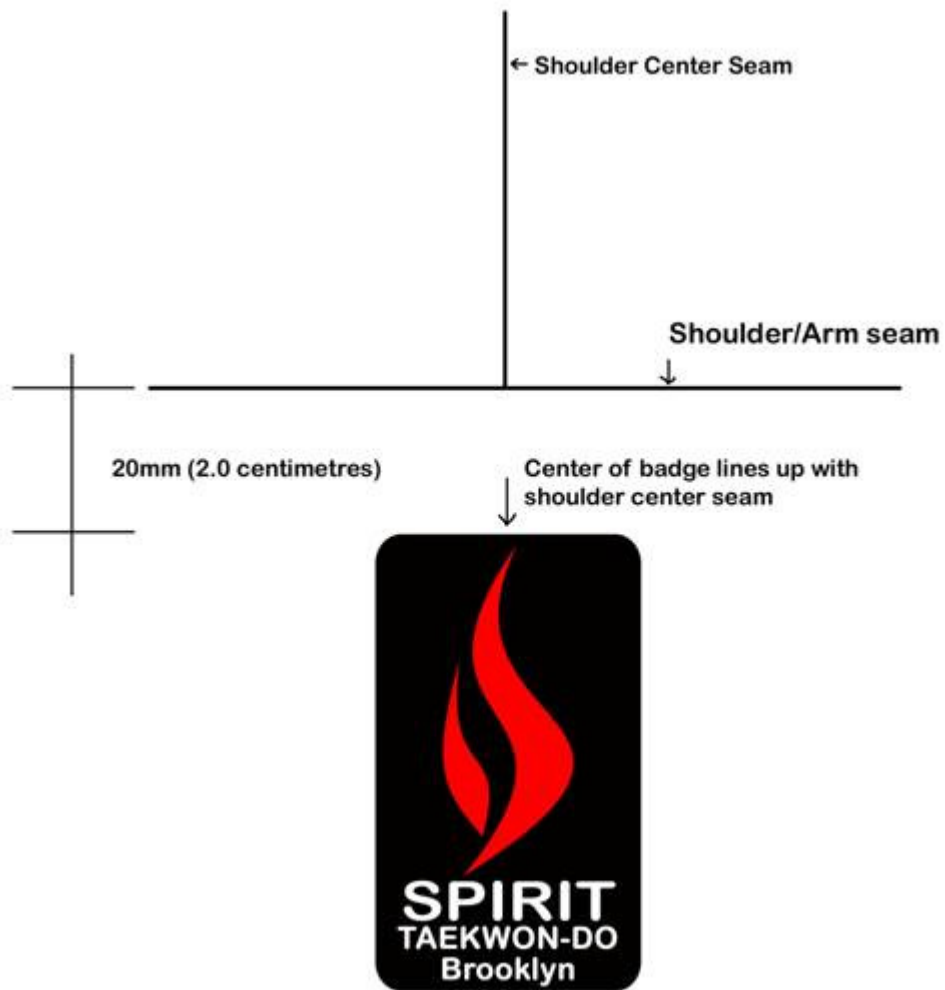 ← Shoulder Center Seam
Shoulder/Arm seam
20mm (2.0 centimetres)
Center of badge lines up with
shoulder center seam
SPIRIT
TAEKWON-DO
Brooklyn